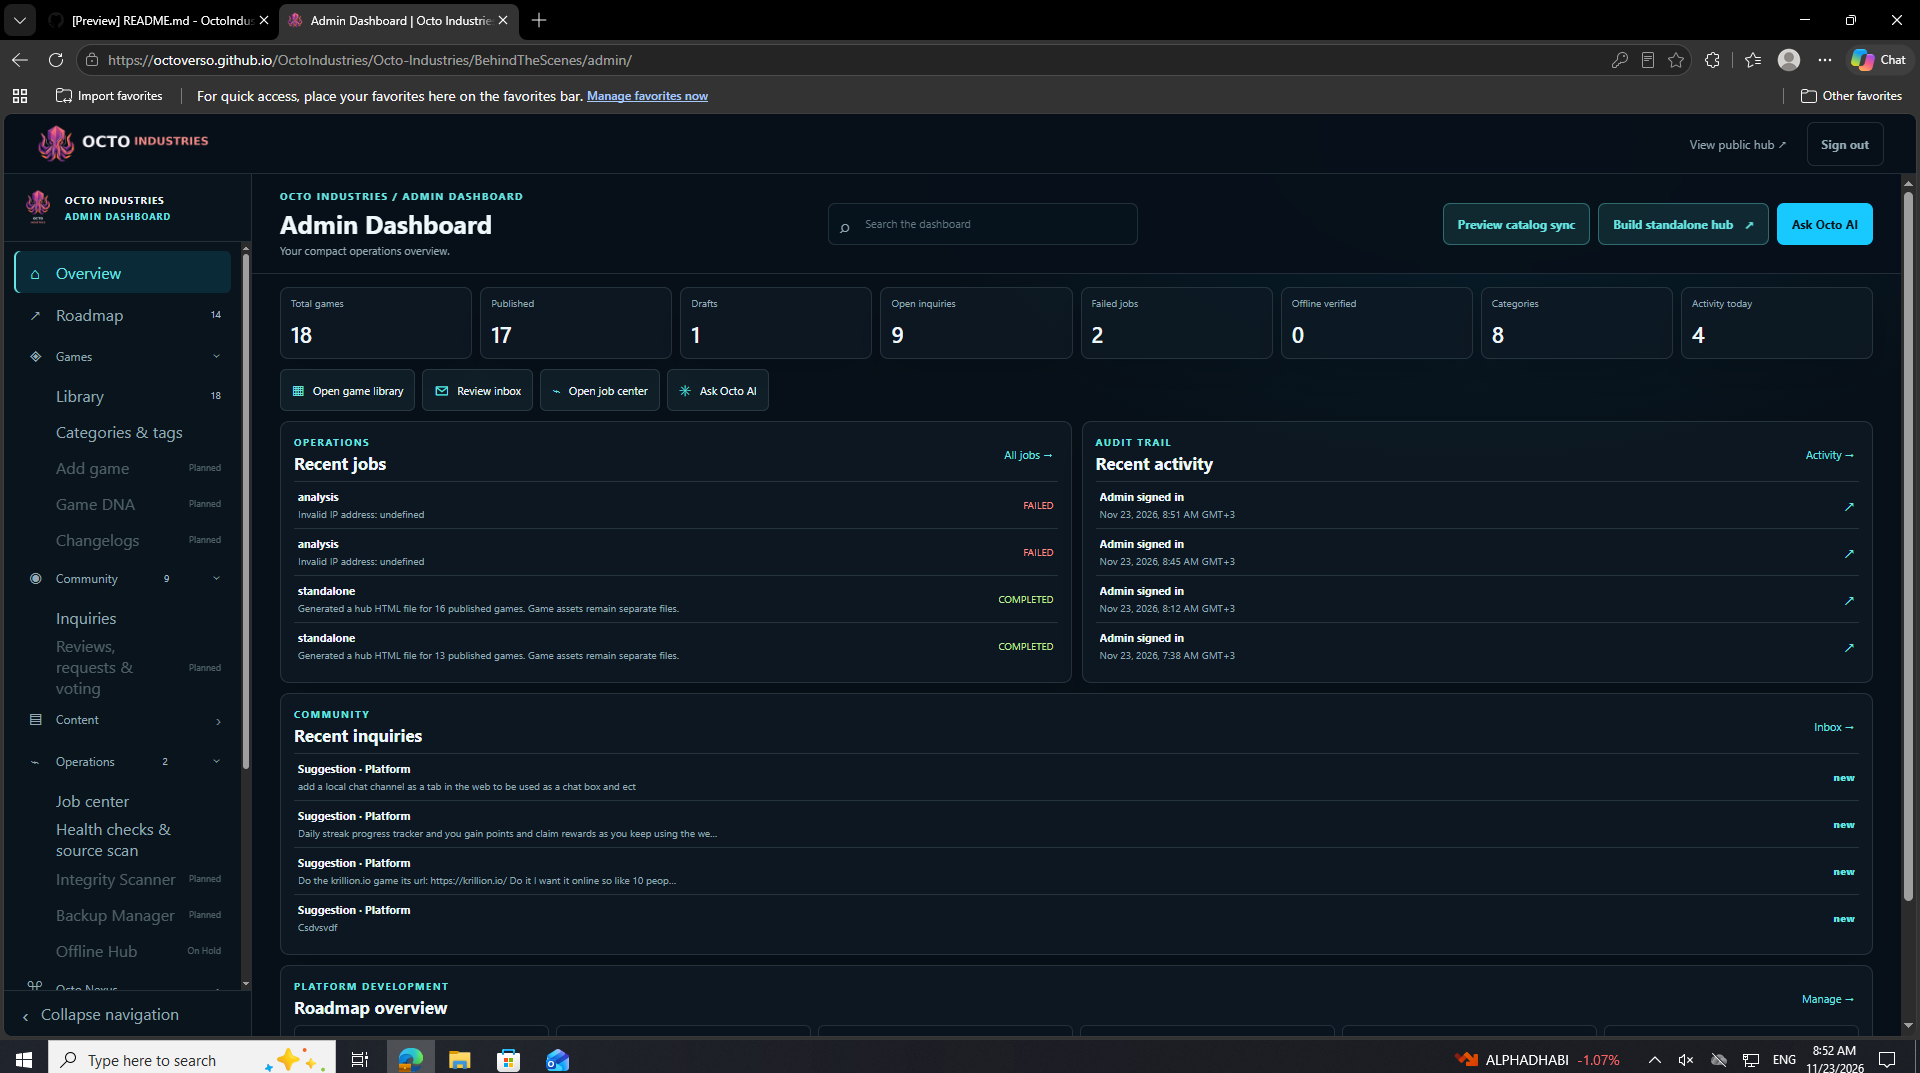 [Preview] README.md - OctoIndus
Admin Dashboard | Octo Industrie
https://octoverso.github.io/OctoIndustries/Octo-Industries/BehindTheScenes/admin/
Chat
Import favorites
For quick access, place your favorites here on the favorites bar. Manage favorites now
Other favorites
OCTO INDUSTRIES
View public hub ↗
Sign out
OCTO INDUSTRIES
ADMIN DASHBOARD
Overview
Roadmap 14
Games
Library 18
Categories & tags
Add game Planned
Game DNA Planned
Changelogs Planned
Community 9
Inquiries
Reviews,
requests & Planned
voting
Content
Operations 2
Job center
Health checks &
source scan
Integrity Scanner Planned
Backup Manager Planned
Offline Hub On Hold
Octo Nexus
Collapse navigation
OCTO INDUSTRIES / ADMIN DASHBOARD
Admin Dashboard
Your compact operations overview.
Search the dashboard
Preview catalog sync
Build standalone hub ↗
Ask Octo AI
Total games
18
Published
17
Drafts
1
Open inquiries
9
Failed jobs
2
Offline verified
0
Categories
8
Activity today
4
Open game library
Review inbox
Open job center
Ask Octo AI
OPERATIONS
Recent jobs
All jobs →
analysis
Invalid IP address: undefined
FAILED
analysis
Invalid IP address: undefined
FAILED
standalone
Generated a hub HTML file for 16 published games. Game assets remain separate files.
COMPLETED
standalone
Generated a hub HTML file for 13 published games. Game assets remain separate files.
COMPLETED
AUDIT TRAIL
Recent activity
Activity →
Admin signed in
Nov 23, 2026, 8:51 AM GMT+3
Admin signed in
Nov 23, 2026, 8:45 AM GMT+3
Admin signed in
Nov 23, 2026, 8:12 AM GMT+3
Admin signed in
Nov 23, 2026, 7:38 AM GMT+3
COMMUNITY
Recent inquiries
Inbox →
Suggestion · Platform
add a local chat channel as a tab in the web to be used as a chat box and ect
new
Suggestion · Platform
Daily streak progress tracker and you gain points and claim rewards as you keep using the we...
new
Suggestion · Platform
Do the krillion.io game its url: https://krillion.io/ Do it I want it online so like 10 peop...
new
Suggestion · Platform
Csdvsvdf
new
PLATFORM DEVELOPMENT
Roadmap overview
Manage →
Type here to search
ALPHADHABI -1.07%
ENG
8:52 AM
11/23/2026